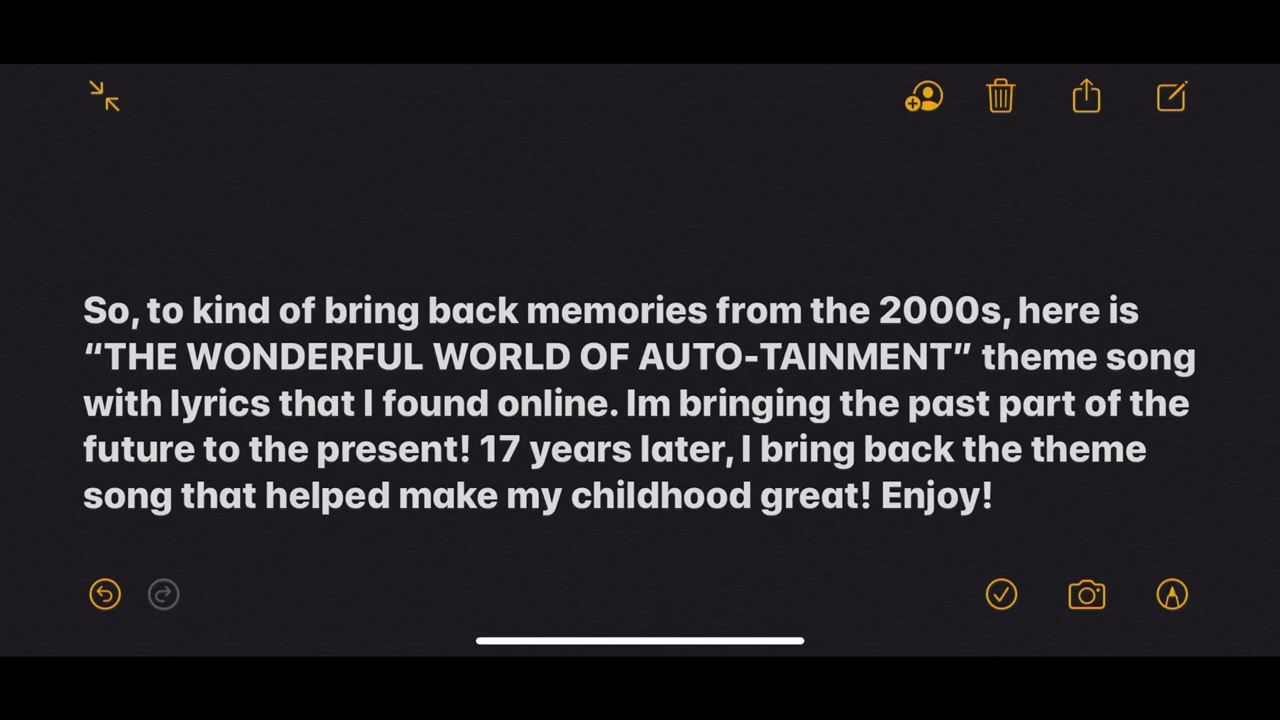 So, to kind of bring back memories from the 2000s, here is
“THE WONDERFUL WORLD OF AUTO-TAINMENT” theme song
with lyrics that I found online. Im bringing the past part of the
future to the present! 17 years later, I bring back the theme
song that helped make my childhood great! Enjoy!